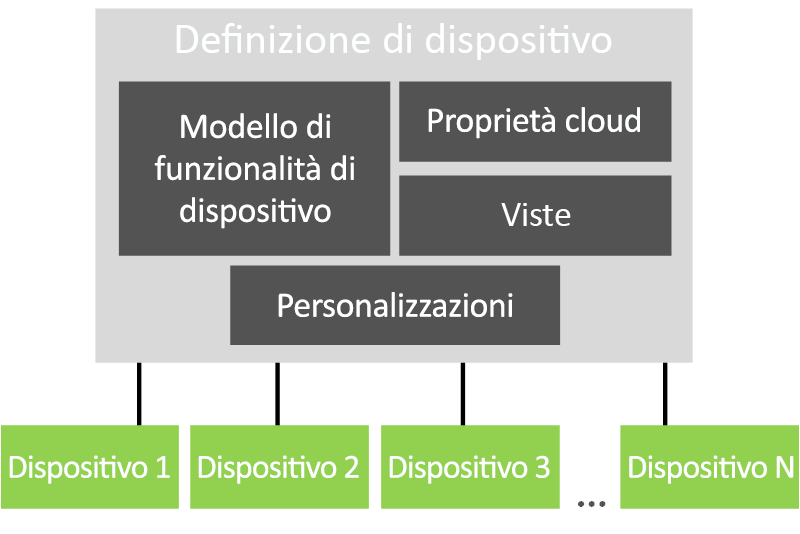 Definizione di dispositivo
Modello di
funzionalità di
dispositivo
Proprietà cloud
Viste
Personalizzazioni
Dispositivo 1
Dispositivo 2
Dispositivo 3
...
Dispositivo N